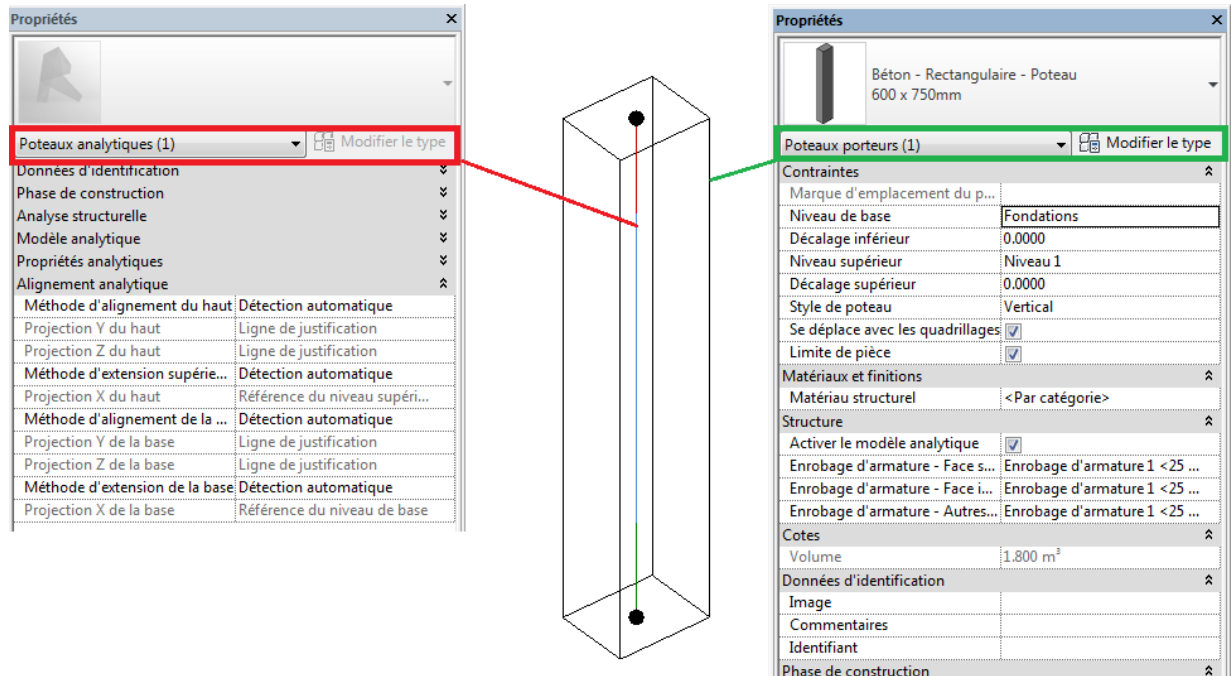 Propriétés
Poteaux analytiques (1)
Modifier le type
Données d'identification
Phase de construction
Analyse structurelle
Modèle analytique
Propriétés analytiques
Alignement analytique
Méthode d'alignement du haut Détection automatique
Projection Y du haut Ligne de justification
Projection Z du haut Ligne de justification
Méthode d'extension supérie... Détection automatique
Projection X du haut Référence du niveau supéri...
Méthode d'alignement de la ... Détection automatique
Projection Y de la base Ligne de justification
Projection Z de la base Ligne de justification
Méthode d'extension de la base Détection automatique
Projection X de la base Référence du niveau de base
Propriétés
Béton - Rectangulaire - Poteau
600 x 750mm
Poteaux porteurs (1)
Modifier le type
Contraintes
Marque d'emplacement du p...
Niveau de base Fondations
Décalage inférieur 0.0000
Niveau supérieur Niveau 1
Décalage supérieur 0.0000
Style de poteau Vertical
Se déplace avec les quadrillages
Limite de pièce
Matériaux et finitions
Matériau structurel <Par catégorie>
Structure
Activer le modèle analytique
Enrobage d'armature - Face s... Enrobage d'armature 1 <25 ...
Enrobage d'armature - Face i... Enrobage d'armature 1 <25 ...
Enrobage d'armature - Autres... Enrobage d'armature 1 <25 ...
Cotes
Volume 1.800 m³
Données d'identification
Image
Commentaires
Identifiant
Phase de construction